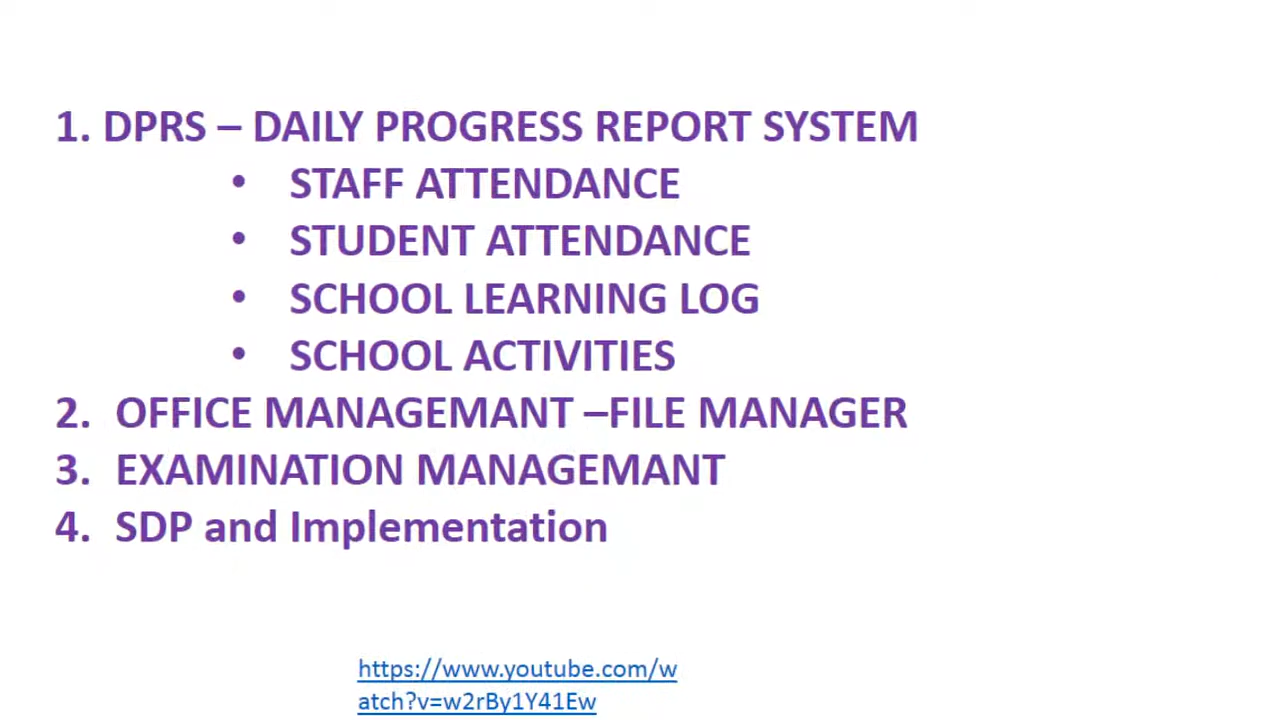 1. DPRS – DAILY PROGRESS REPORT SYSTEM
• STAFF ATTENDANCE
• STUDENT ATTENDANCE
• SCHOOL LEARNING LOG
• SCHOOL ACTIVITIES
2. OFFICE MANAGEMANT –FILE MANAGER
3. EXAMINATION MANAGEMANT
4. SDP and Implementation
https://www.youtube.com/w
atch?v=w2rBy1Y41Ew